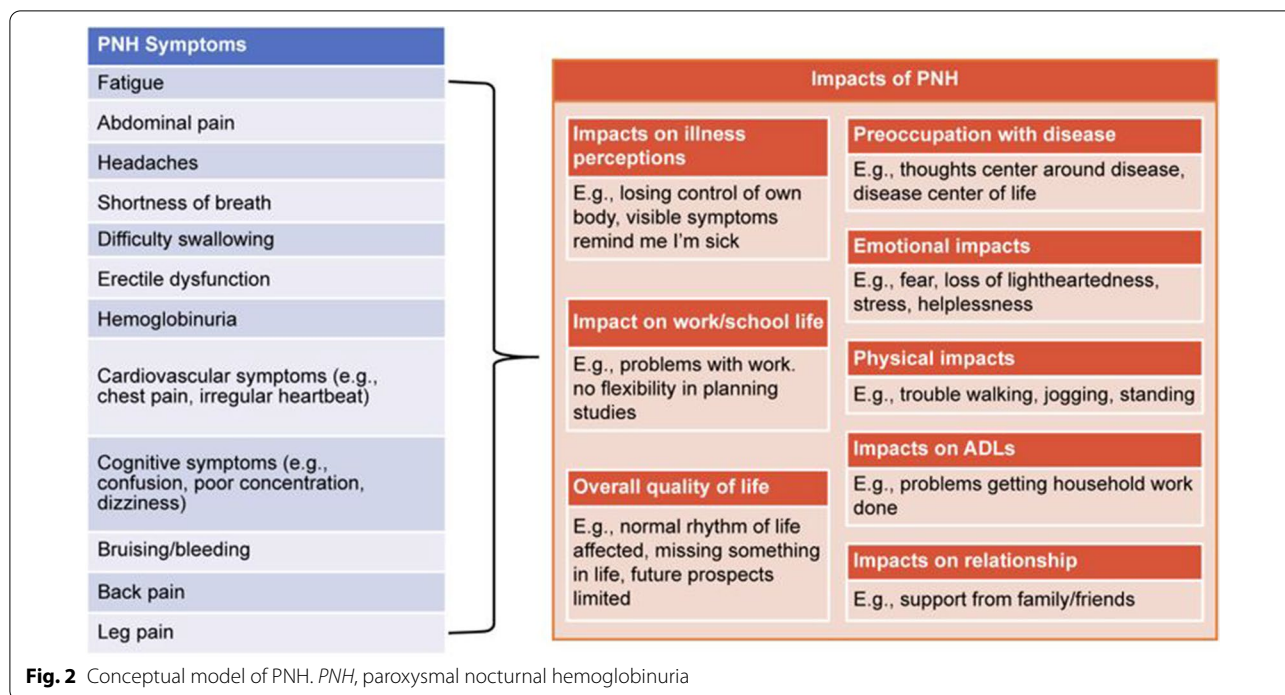 PNH Symptoms
Fatigue
Abdominal pain
Headaches
Shortness of breath
Difficulty swallowing
Erectile dysfunction
Hemoglobinuria
Cardiovascular symptoms (e.g.,
chest pain, irregular heartbeat)
Cognitive symptoms (e.g.,
confusion, poor concentration,
dizziness)
Bruising/bleeding
Back pain
Leg pain
Impacts of PNH
Impacts on illness
perceptions
E.g., losing control of own
body, visible symptoms
remind me I'm sick
Impact on work/school life
E.g., problems with work.
no flexibility in planning
studies
Overall quality of life
E.g., normal rhythm of life
affected, missing something
in life, future prospects
limited
Preoccupation with disease
E.g., thoughts center around disease,
disease center of life
Emotional impacts
E.g., fear, loss of lightheartedness,
stress, helplessness
Physical impacts
E.g., trouble walking, jogging, standing
Impacts on ADLs
E.g., problems getting household work
done
Impacts on relationship
E.g., support from family/friends
Fig. 2 Conceptual model of PNH. PNH, paroxysmal nocturnal hemoglobinuria